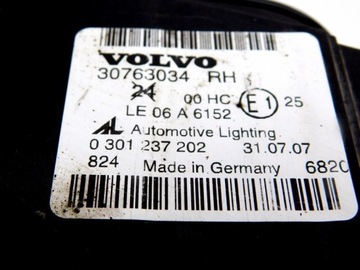 VOLVO
30763034 RH
24 00 HC E1 25
LE 06 A 6152
AL Automotive Lighting
0 301 237 202 31.07.07
824 Made in Germany 6820